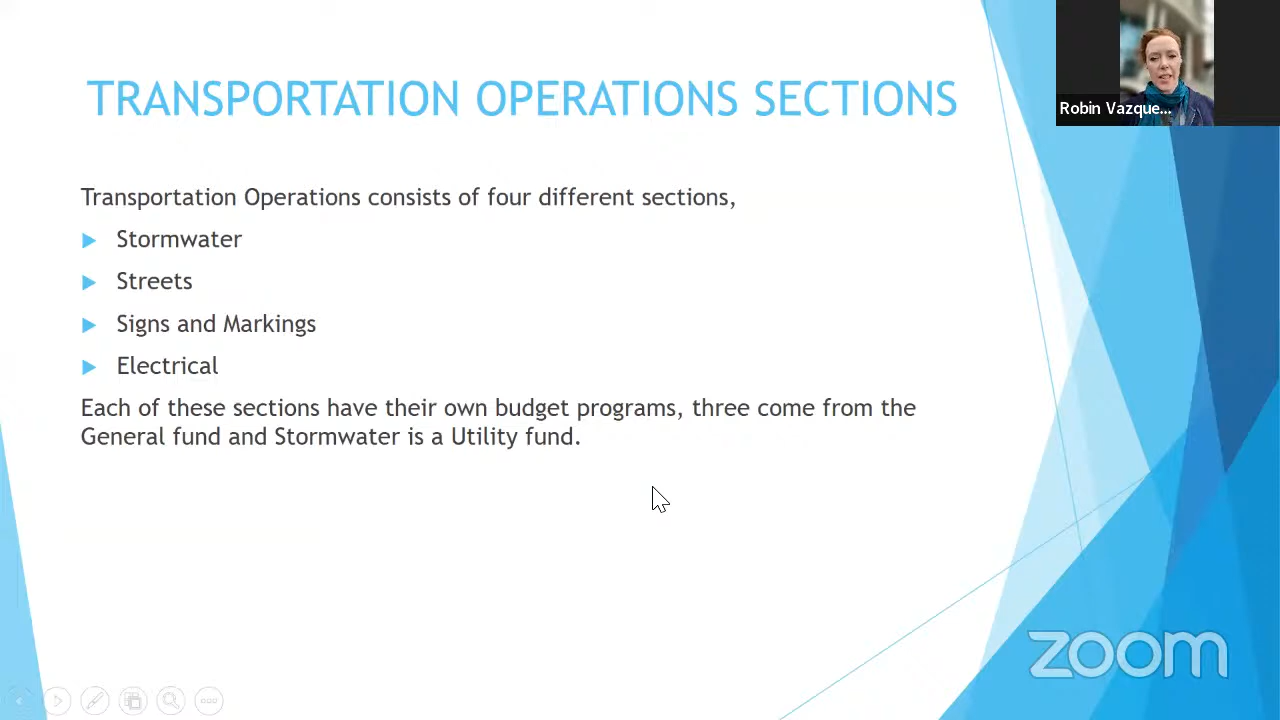 TRANSPORTATION OPERATIONS SECTIONS
Robin Vazque...
Transportation Operations consists of four different sections,
Stormwater
Streets
Signs and Markings
Electrical
Each of these sections have their own budget programs, three come from the
General fund and Stormwater is a Utility fund.
zoom